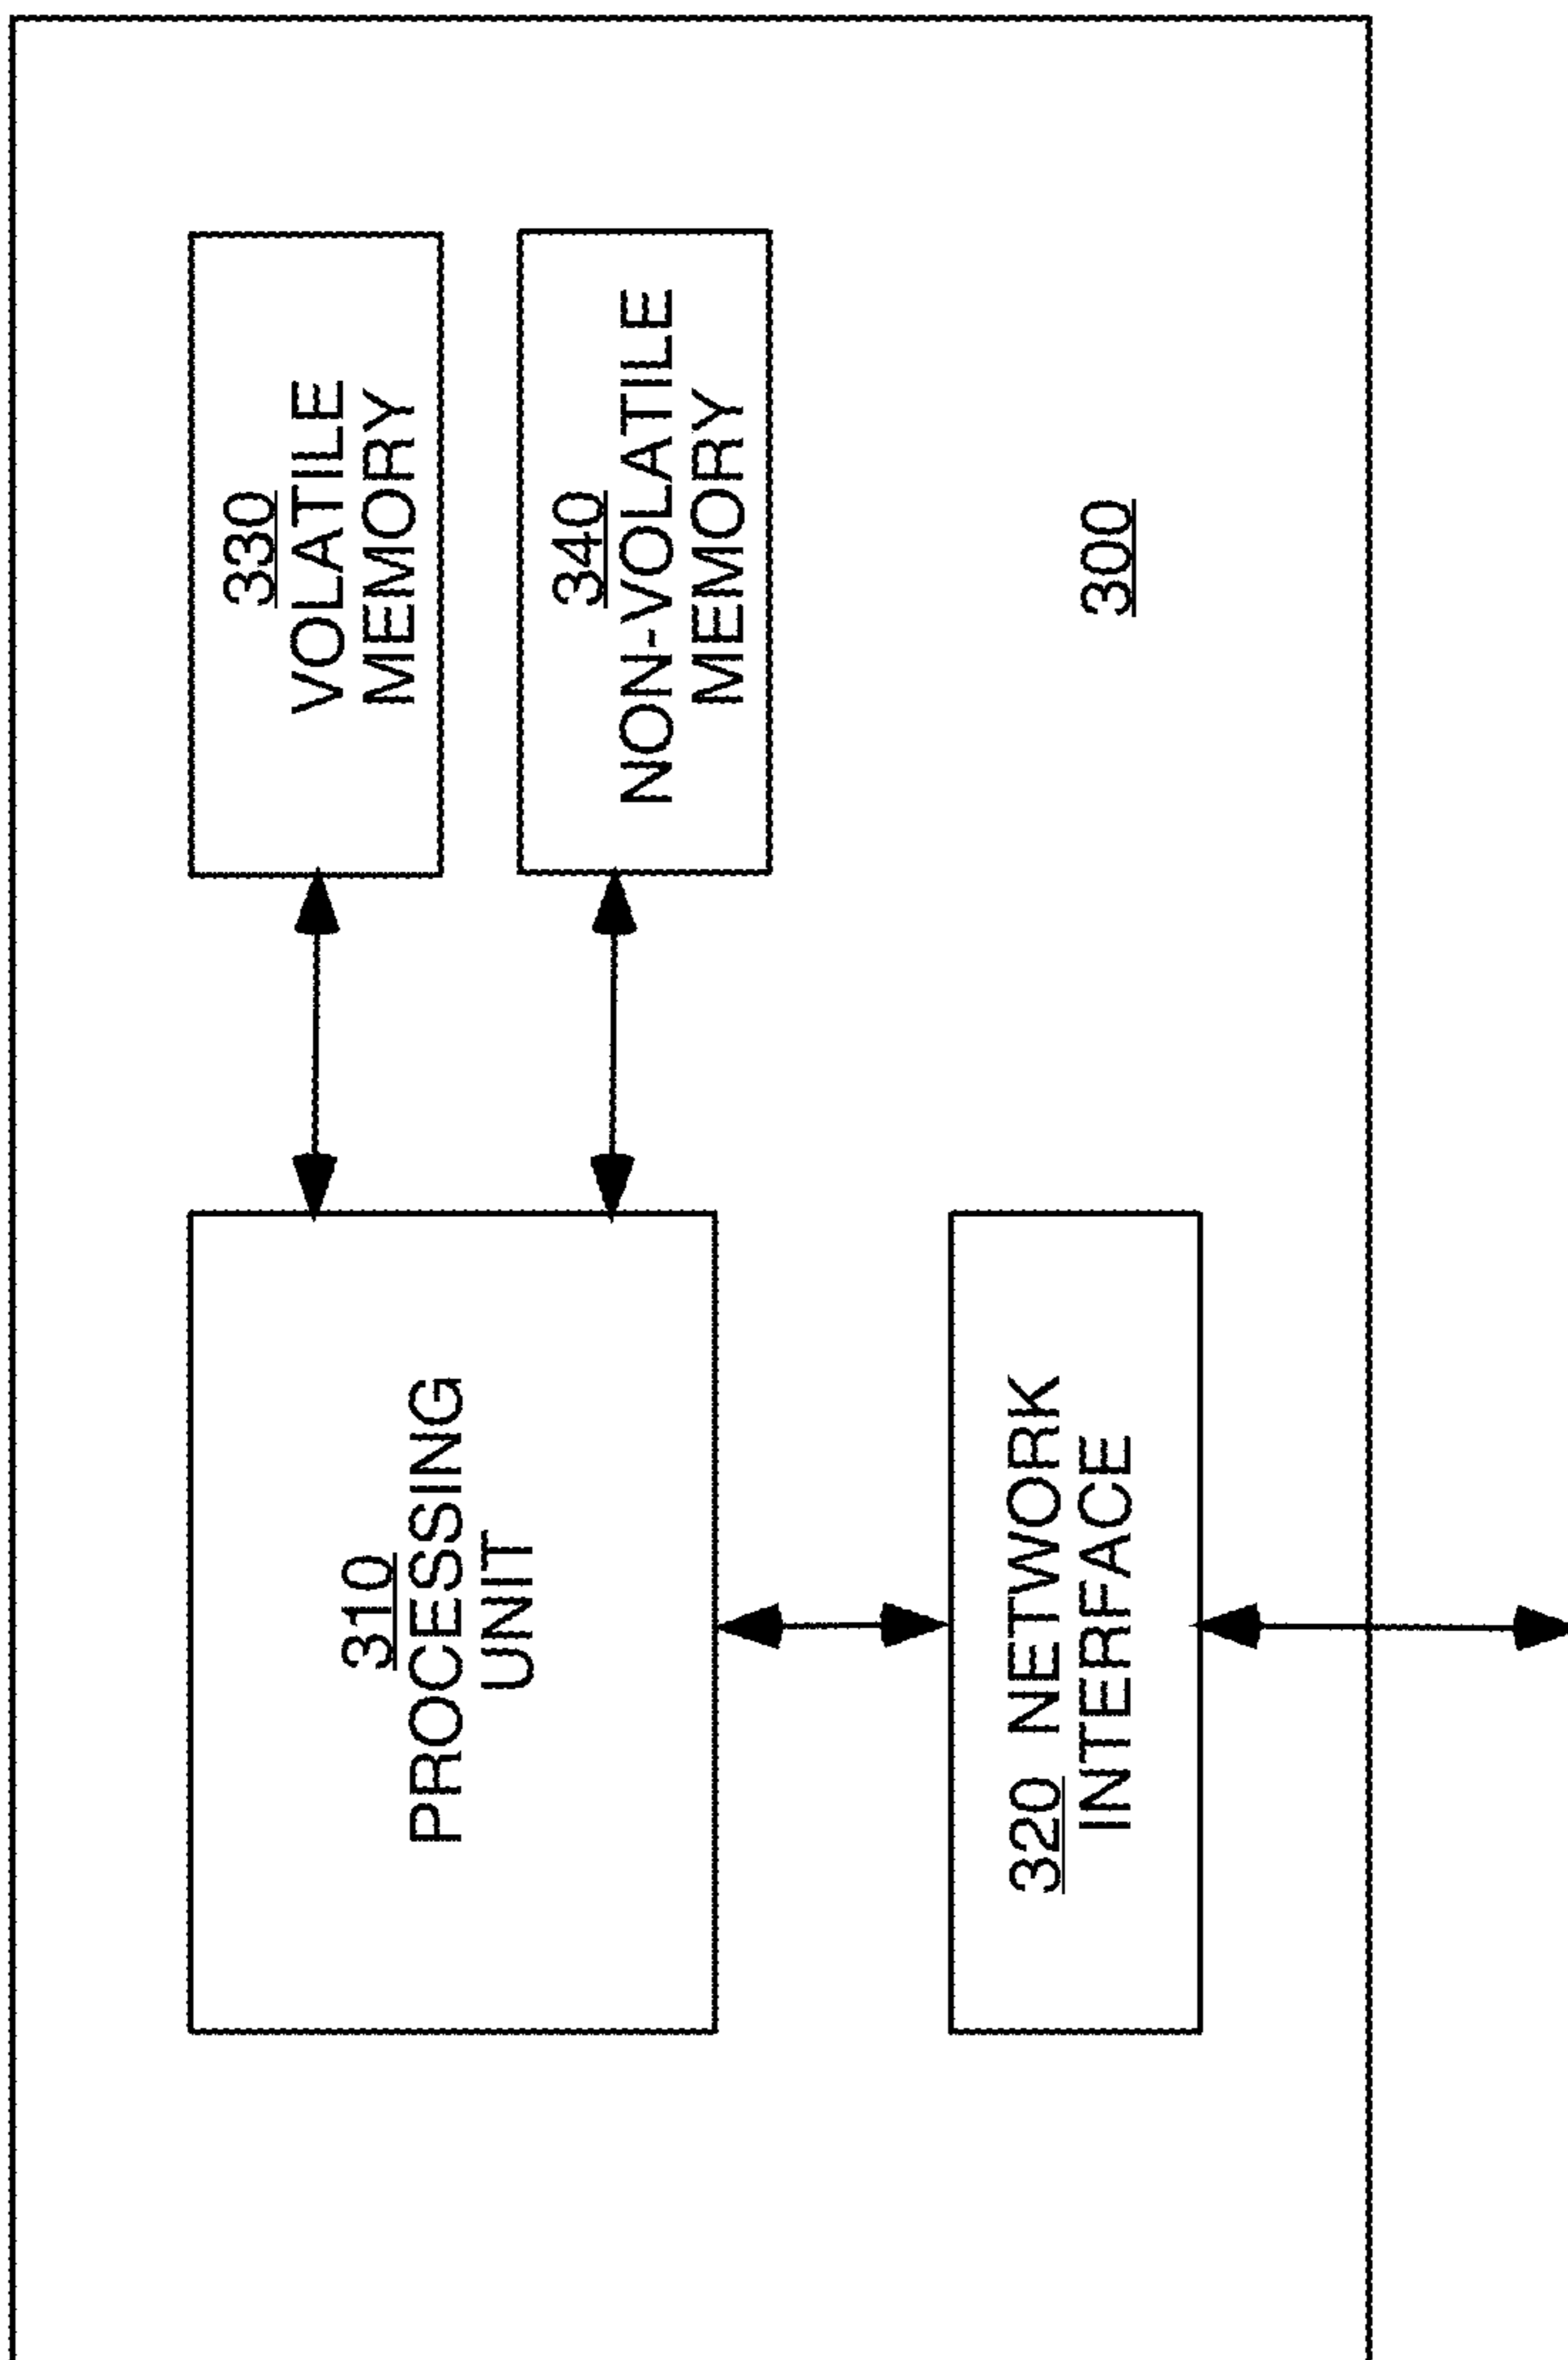 310
PROCESSING
UNIT
330
VOLATILE
MEMORY
340
NON-VOLATILE
MEMORY
320 NETWORK
INTERFACE
300